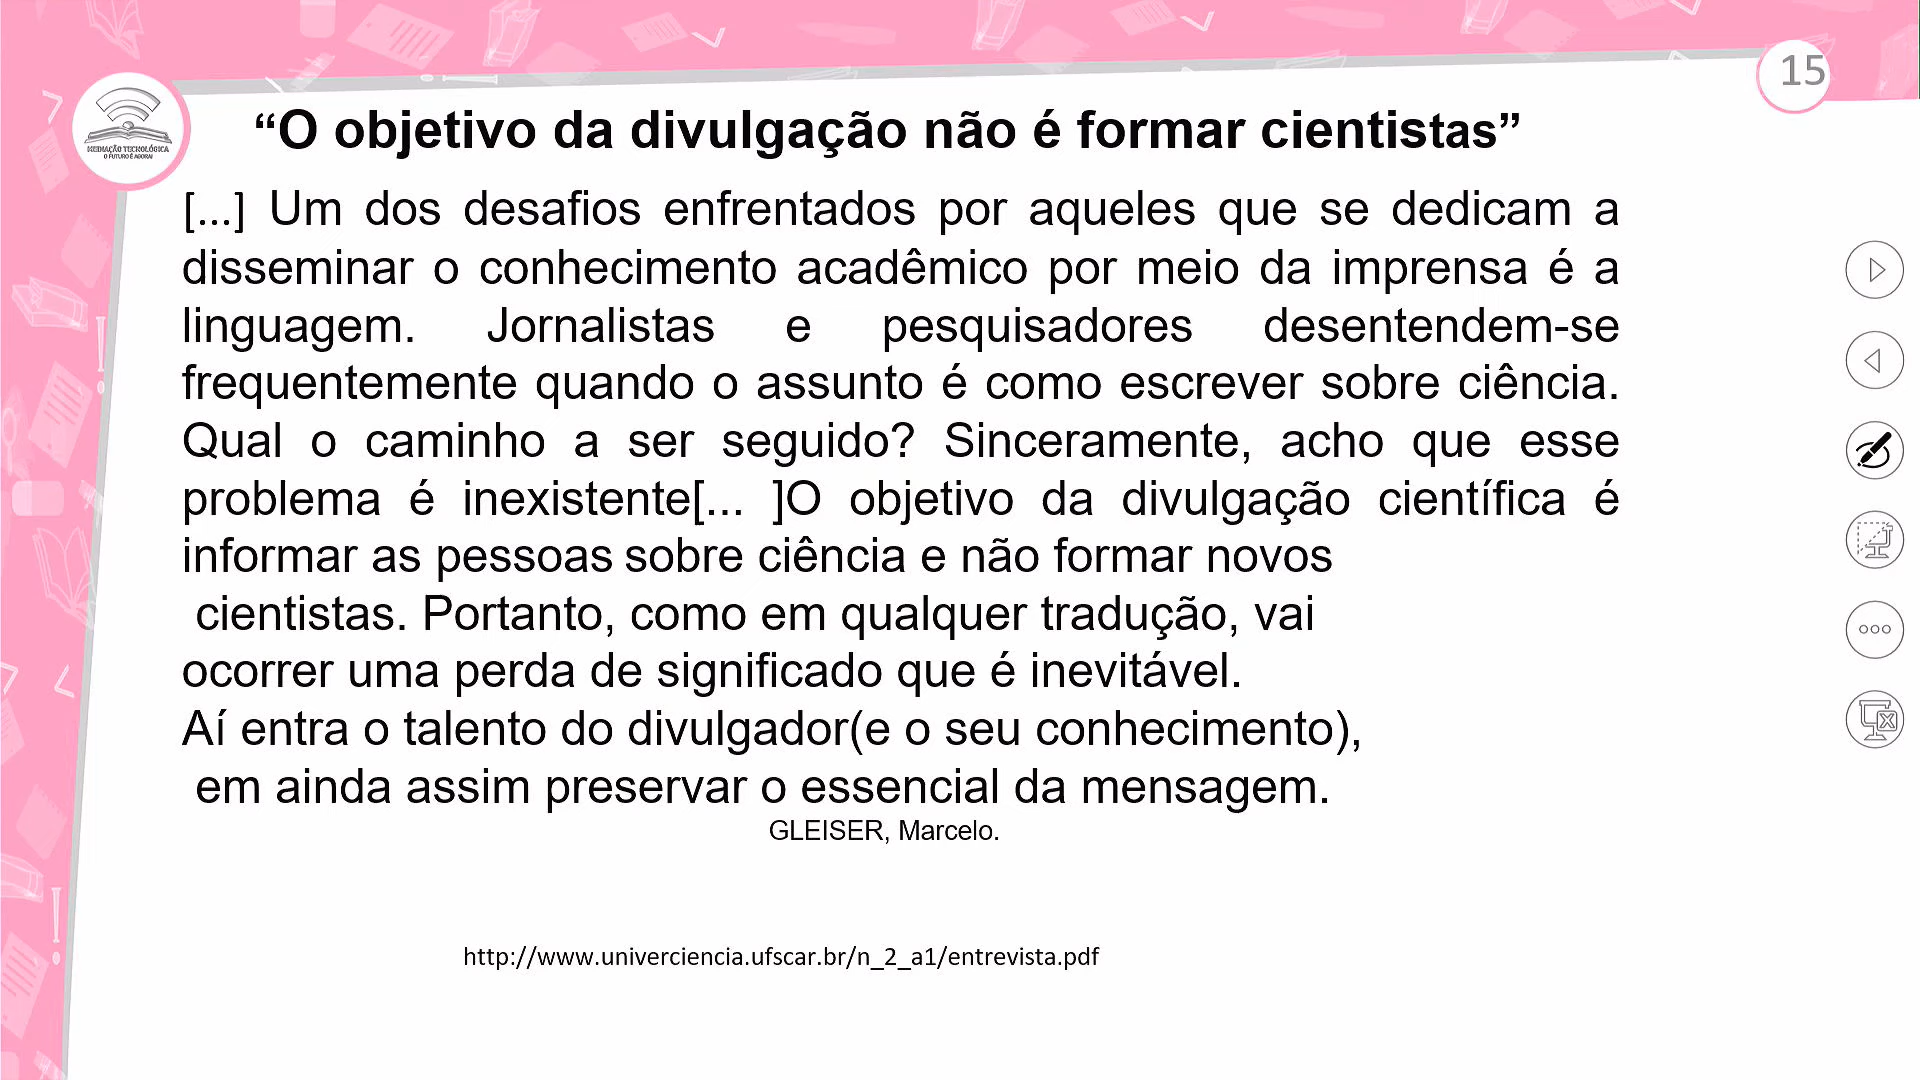 15
MEDIAÇÃO TECNOLÓGICA
O FUTURO É AGORA!
“O objetivo da divulgação não é formar cientistas”
[...] Um dos desafios enfrentados por aqueles que se dedicam a
disseminar o conhecimento acadêmico por meio da imprensa é a
linguagem. Jornalistas e pesquisadores desentendem-se
frequentemente quando o assunto é como escrever sobre ciência.
Qual o caminho a ser seguido? Sinceramente, acho que esse
problema é inexistente[... ]O objetivo da divulgação científica é
informar as pessoas sobre ciência e não formar novos
cientistas. Portanto, como em qualquer tradução, vai
ocorrer uma perda de significado que é inevitável.
Aí entra o talento do divulgador(e o seu conhecimento),
em ainda assim preservar o essencial da mensagem.
GLEISER, Marcelo.
http://www.univerciencia.ufscar.br/n_2_a1/entrevista.pdf